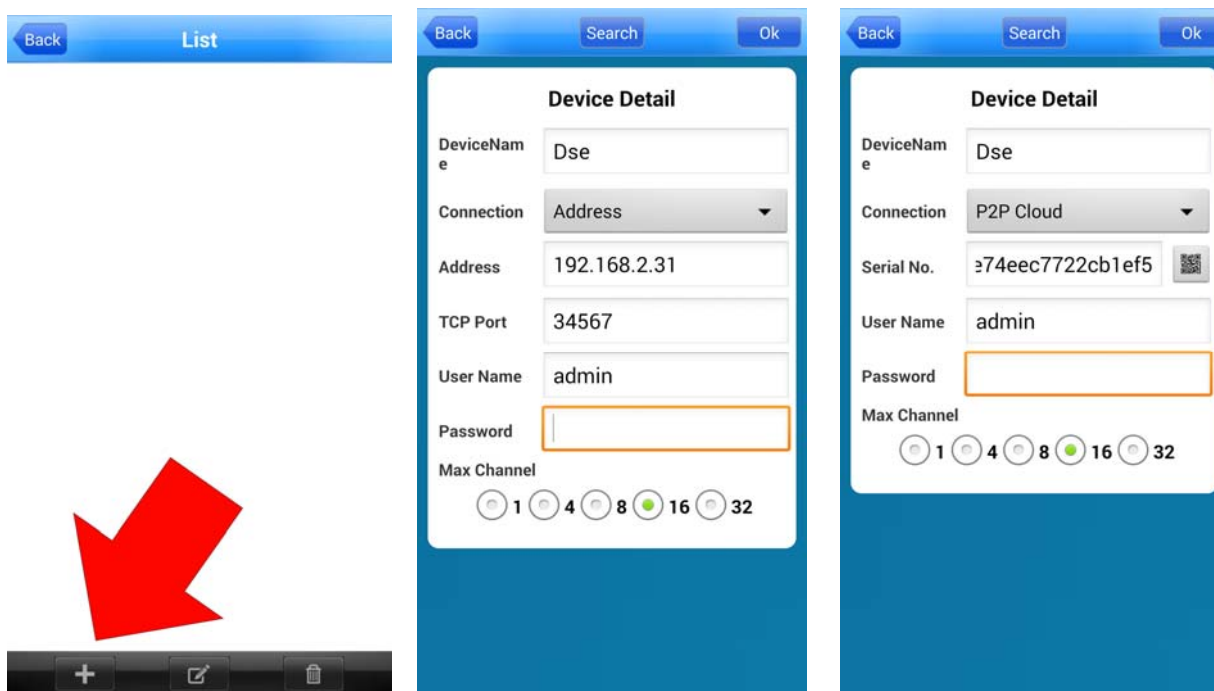 Back
List
Back
Search
Ok
Device Detail
DeviceNam
e
Dse
Connection
Address
Address
192.168.2.31
TCP Port
34567
User Name
admin
Password
Max Channel
1 4 8 16 32
Back
Search
Ok
Device Detail
DeviceNam
e
Dse
Connection
P2P Cloud
Serial No.
e74eec7722cb1ef5
User Name
admin
Password
Max Channel
1 4 8 16 32